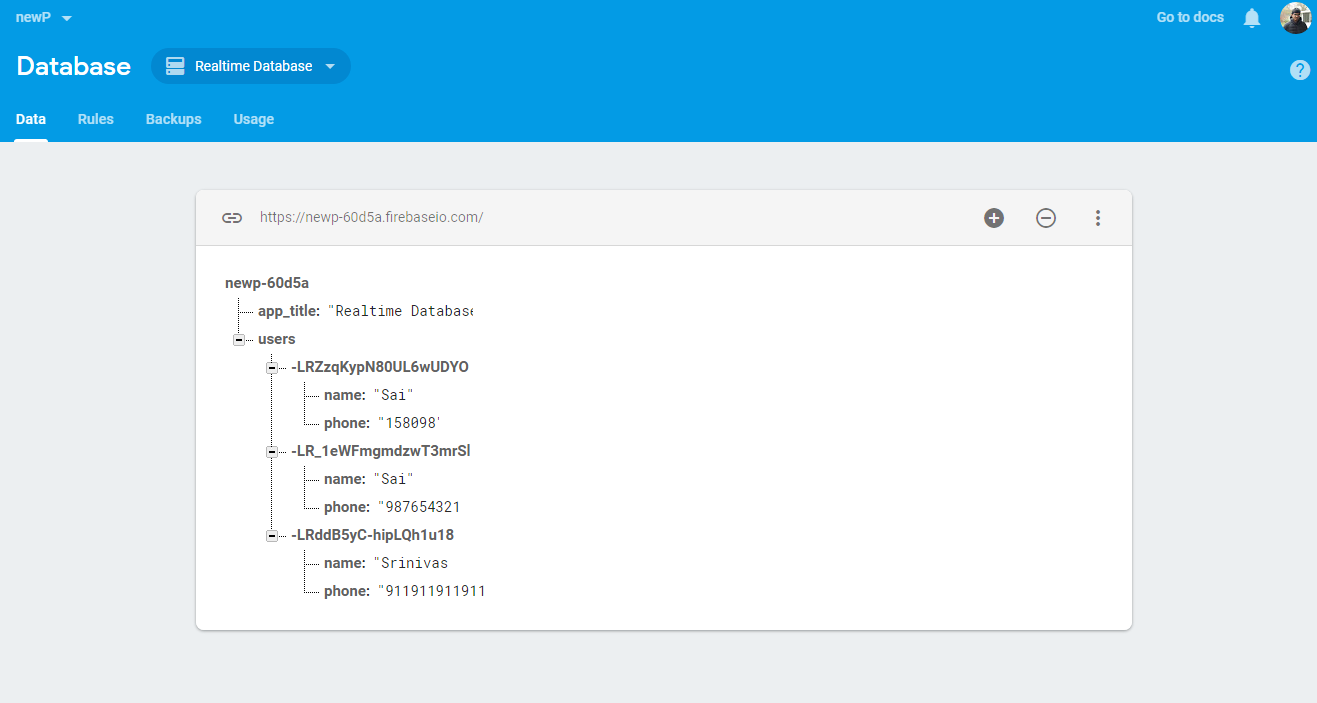 newP
Go to docs
Database
Realtime Database
Data Rules Backups Usage
https://newp-60d5a.firebaseio.com/
newp-60d5a
app_title: "Realtime Database
users
-LRZzqKypN80UL6wUDYO
name: "Sai"
phone: "158098'
-LR_1eWFmgmdzwT3mrSl
name: "Sai"
phone: "987654321
-LRddB5yC-hipLQh1u18
name: "Srinivas
phone: "911911911911